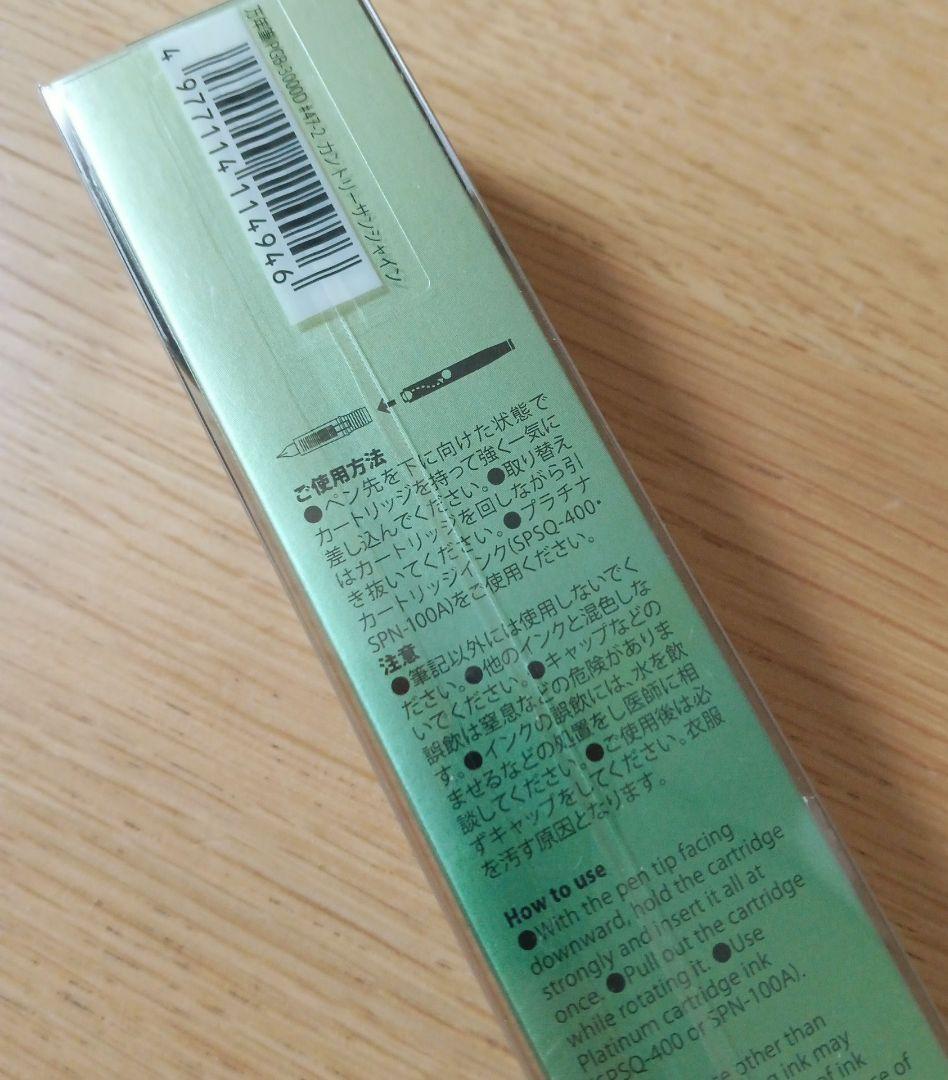 万年筆 PGB-3000D #47-2 カントリーサンシャイン
4 977114 114946
ご使用方法
●ペン先を下に向けた状態で
カートリッジを持って強く一気に
差し込んでください。●取り替え
はカートリッジを回しながら引
き抜いてください。●プラチナ
カートリッジインク(SPSQ-400・
SPN-100A)をご使用ください。
注意
●筆記以外には使用しないでく
ださい。●他のインクと混色しな
いでください。●キャップなどの
誤飲は窒息などの危険がありま
す。●インクの誤飲には、水を飲
ませるなどの処置をし医師に相
談してください。●ご使用後は必
ずキャップをしてください。衣服
を汚す原因となります。
How to use
●With the pen tip facing
downward, hold the cartridge
strongly and insert it all at
once. ●Pull out the cartridge
while rotating it. ●Use
Platinum cartridge ink
(SPSQ-400 or SPN-100A).
other than
ink may
of ink
of